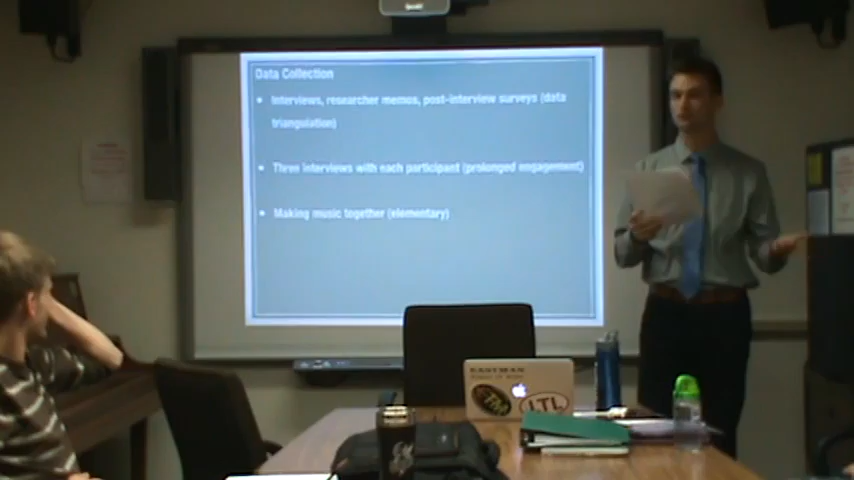 Data Collection
• Interviews, researcher memos, post-interview surveys (data
triangulation)
• Three interviews with each participant (prolonged engagement)
• Making music together (elementary)
EASTMAN
LTL